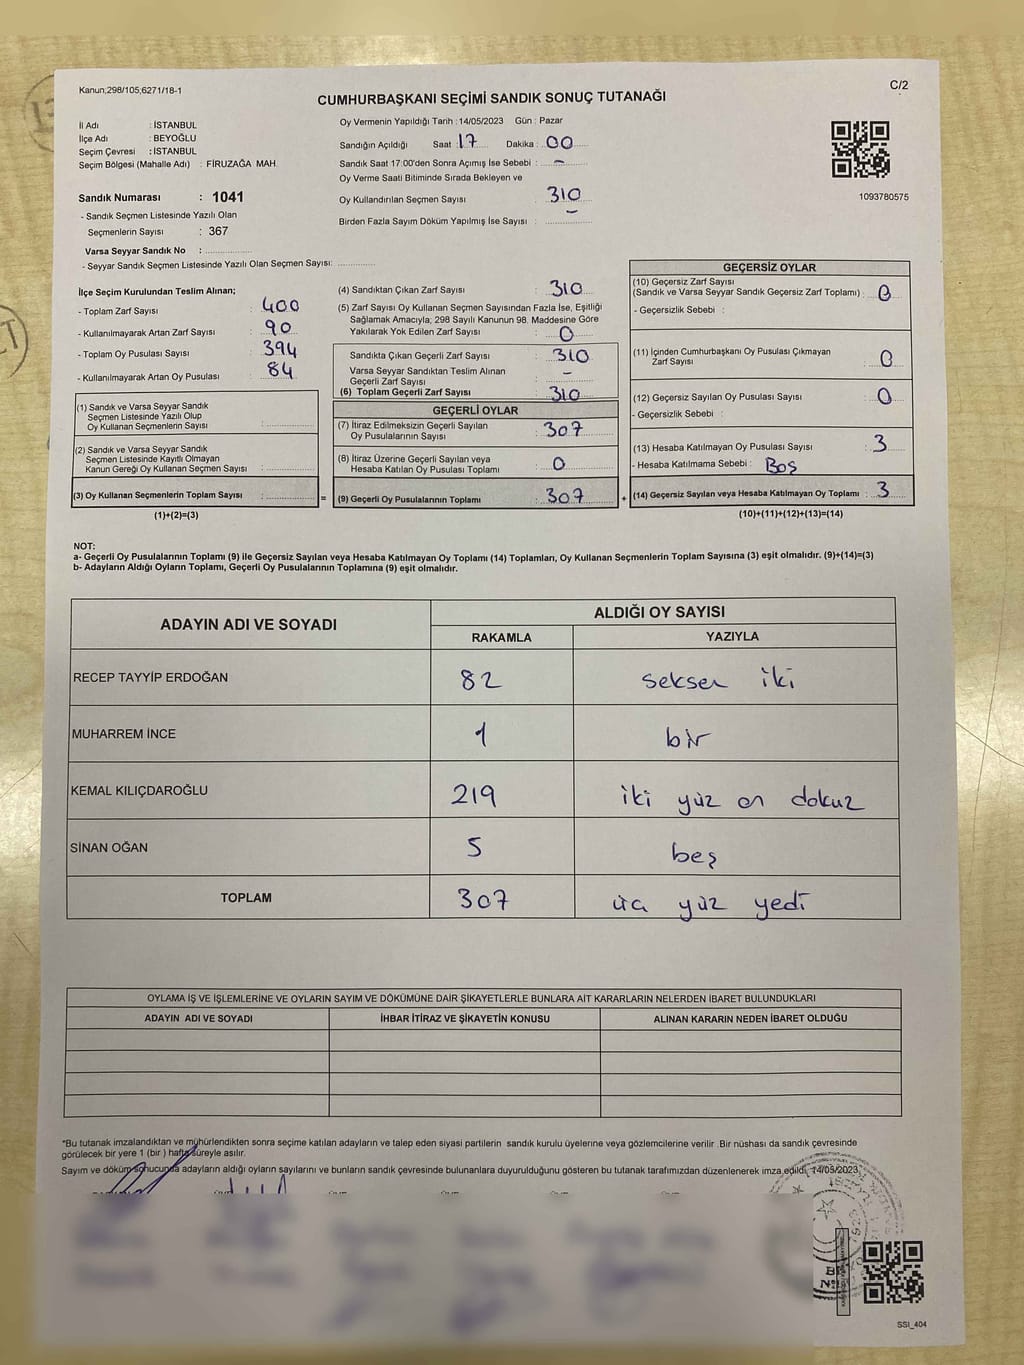 Kanun;298/105;6271/18-1
C/2
CUMHURBAŞKANI SEÇİMİ SANDIK SONUÇ TUTANAĞI
İl Adı : İSTANBUL
İlçe Adı : BEYOĞLU
Seçim Çevresi : İSTANBUL
Seçim Bölgesi (Mahalle Adı) : FİRUZAĞA MAH.
Sandık Numarası : 1041
- Sandık Seçmen Listesinde Yazılı Olan
Seçmenlerin Sayısı : 367
Varsa Seyyar Sandık No :
- Seyyar Sandık Seçmen Listesinde Yazılı Olan Seçmen Sayısı:
Oy Vermenin Yapıldığı Tarih :14/05/2023 Gün : Pazar
Sandığın Açıldığı Saat : 17 Dakika : 00
Sandık Saat 17:00'den Sonra Açımış İse Sebebi : -
Oy Verme Saati Bitiminde Sırada Bekleyen ve
Oy Kullandırılan Seçmen Sayısı : 310
Birden Fazla Sayım Döküm Yapılmış İse Sayısı : -
1093780575
İlçe Seçim Kurulundan Teslim Alınan;
- Toplam Zarf Sayısı : 400
- Kullanılmayarak Artan Zarf Sayısı : 90
- Toplam Oy Pusulası Sayısı : 394
- Kullanılmayarak Artan Oy Pusulası : 84
(1) Sandık ve Varsa Seyyar Sandık
Seçmen Listesinde Yazılı Olup
Oy Kullanan Seçmenlerin Sayısı :
(2) Sandık ve Varsa Seyyar Sandık
Seçmen Listesinde Kayıtlı Olmayan
Kanun Gereği Oy Kullanan Seçmen Sayısı :
(3) Oy Kullanan Seçmenlerin Toplam Sayısı :
(1)+(2)=(3)
=
(4) Sandıktan Çıkan Zarf Sayısı : 310
(5) Zarf Sayısı Oy Kullanan Seçmen Sayısından Fazla İse, Eşitliği
Sağlamak Amacıyla; 298 Sayılı Kanunun 98. Maddesine Göre
Yakılarak Yok Edilen Zarf Sayısı : 0
Sandıkta Çıkan Geçerli Zarf Sayısı : 310
Varsa Seyyar Sandıktan Teslim Alınan
Geçerli Zarf Sayısı : -
(6) Toplam Geçerli Zarf Sayısı : 310
GEÇERLİ OYLAR
(7) İtiraz Edilmeksizin Geçerli Sayılan
Oy Pusulalarının Sayısı : 307
(8) İtiraz Üzerine Geçerli Sayılan veya
Hesaba Katılan Oy Pusulası Toplamı : 0
(9) Geçerli Oy Pusulalarının Toplamı : 307
+
GEÇERSİZ OYLAR
(10) Geçersiz Zarf Sayısı
(Sandık ve Varsa Seyyar Sandık Geçersiz Zarf Toplamı) : 0
- Geçersizlik Sebebi :
(11) İçinden Cumhurbaşkanı Oy Pusulası Çıkmayan
Zarf Sayısı : 0
(12) Geçersiz Sayılan Oy Pusulası Sayısı : 0
- Geçersizlik Sebebi :
(13) Hesaba Katılmayan Oy Pusulası Sayısı : 3
- Hesaba Katılmama Sebebi : Boş
(14) Geçersiz Sayılan veya Hesaba Katılmayan Oy Toplamı : 3
(10)+(11)+(12)+(13)=(14)
NOT:
a- Geçerli Oy Pusulalarının Toplamı (9) ile Geçersiz Sayılan veya Hesaba Katılmayan Oy Toplamı (14) Toplamları, Oy Kullanan Seçmenlerin Toplam Sayısına (3) eşit olmalıdır. (9)+(14)=(3)
b- Adayların Aldığı Oyların Toplamı, Geçerli Oy Pusulalarının Toplamına (9) eşit olmalıdır.
ADAYIN ADI VE SOYADI
ALDIĞI OY SAYISI
RAKAMLA YAZIYLA
RECEP TAYYİP ERDOĞAN 82 seksen iki
MUHARREM İNCE 1 bir
KEMAL KILIÇDAROĞLU 219 iki yüz on dokuz
SİNAN OĞAN 5 beş
TOPLAM 307 üç yüz yedi
OYLAMA İŞ VE İŞLEMLERİNE VE OYLARIN SAYIM VE DÖKÜMÜNE DAİR ŞİKAYETLERLE BUNLARA AİT KARARLARIN NELERDEN İBARET BULUNDUKLARI
ADAYIN ADI VE SOYADI İHBAR İTİRAZ VE ŞİKAYETİN KONUSU ALINAN KARARIN NEDEN İBARET OLDUĞU
*Bu tutanak imzalandıktan ve mühürlendikten sonra seçime katılan adayların ve talep eden siyasi partilerin sandık kurulu üyelerine veya gözlemcilerine verilir .Bir nüshası da sandık çevresinde
görülecek bir yere 1 (bir ) hafta süreyle asılır.
Sayım ve döküm sonucunda adayların aldığı oyların sayılarını ve bunların sandık çevresinde bulunanlara duyurulduğunu gösteren bu tutanak tarafımızdan düzenlenerek imza edildi. 14/05/2023
SSI_404